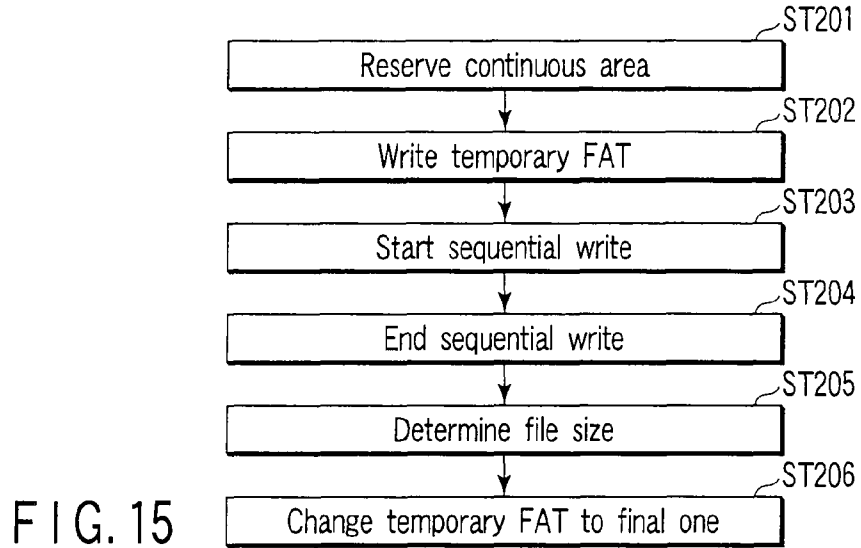 ST201
Reserve continuous area
ST202
Write temporary FAT
ST203
Start sequential write
ST204
End sequential write
ST205
Determine file size
ST206
Change temporary FAT to final one
FIG. 15